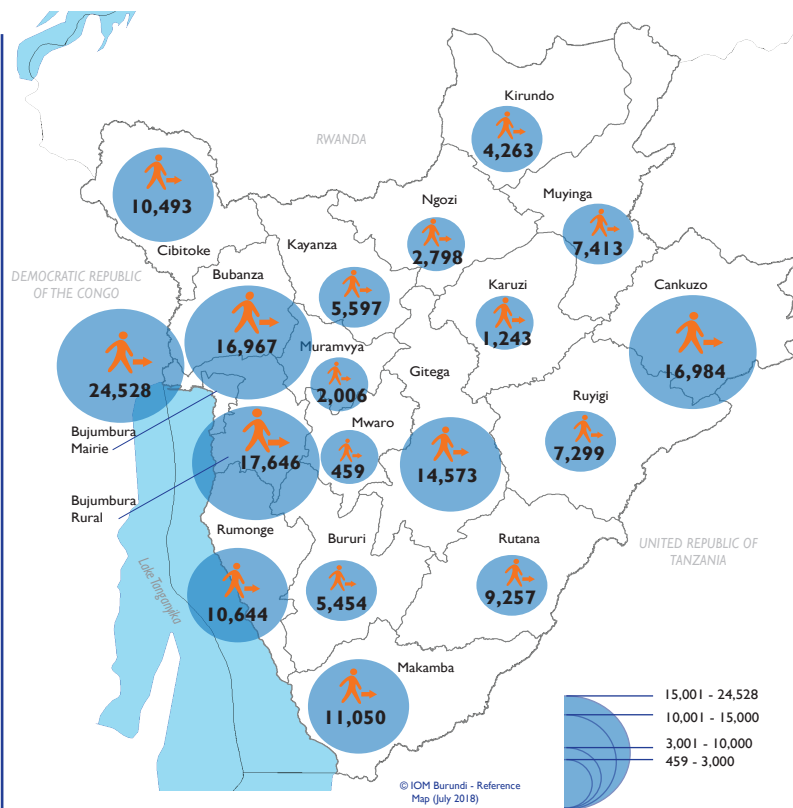 Kirundo
4,263
RWANDA
10,493
Cibitoke
Ngozi
2,798
Muyinga
7,413
Kayanza
5,597
DEMOCRATIC REPUBLIC
OF THE CONGO
Bubanza
16,967
Karuzi
1,243
Cankuzo
16,984
24,528
Muramvya
2,006
Gitega
14,573
Ruyigi
7,299
Bujumbura
Mairie
Mwaro
459
17,646
Bujumbura
Rural
Rumonge
10,644
Bururi
5,454
Rutana
9,257
UNITED REPUBLIC OF
TANZANIA
Lake Tanganyika
Makamba
11,050
15,001 - 24,528
10,001 - 15,000
3,001 - 10,000
459 - 3,000
© IOM Burundi - Reference
Map (July 2018)